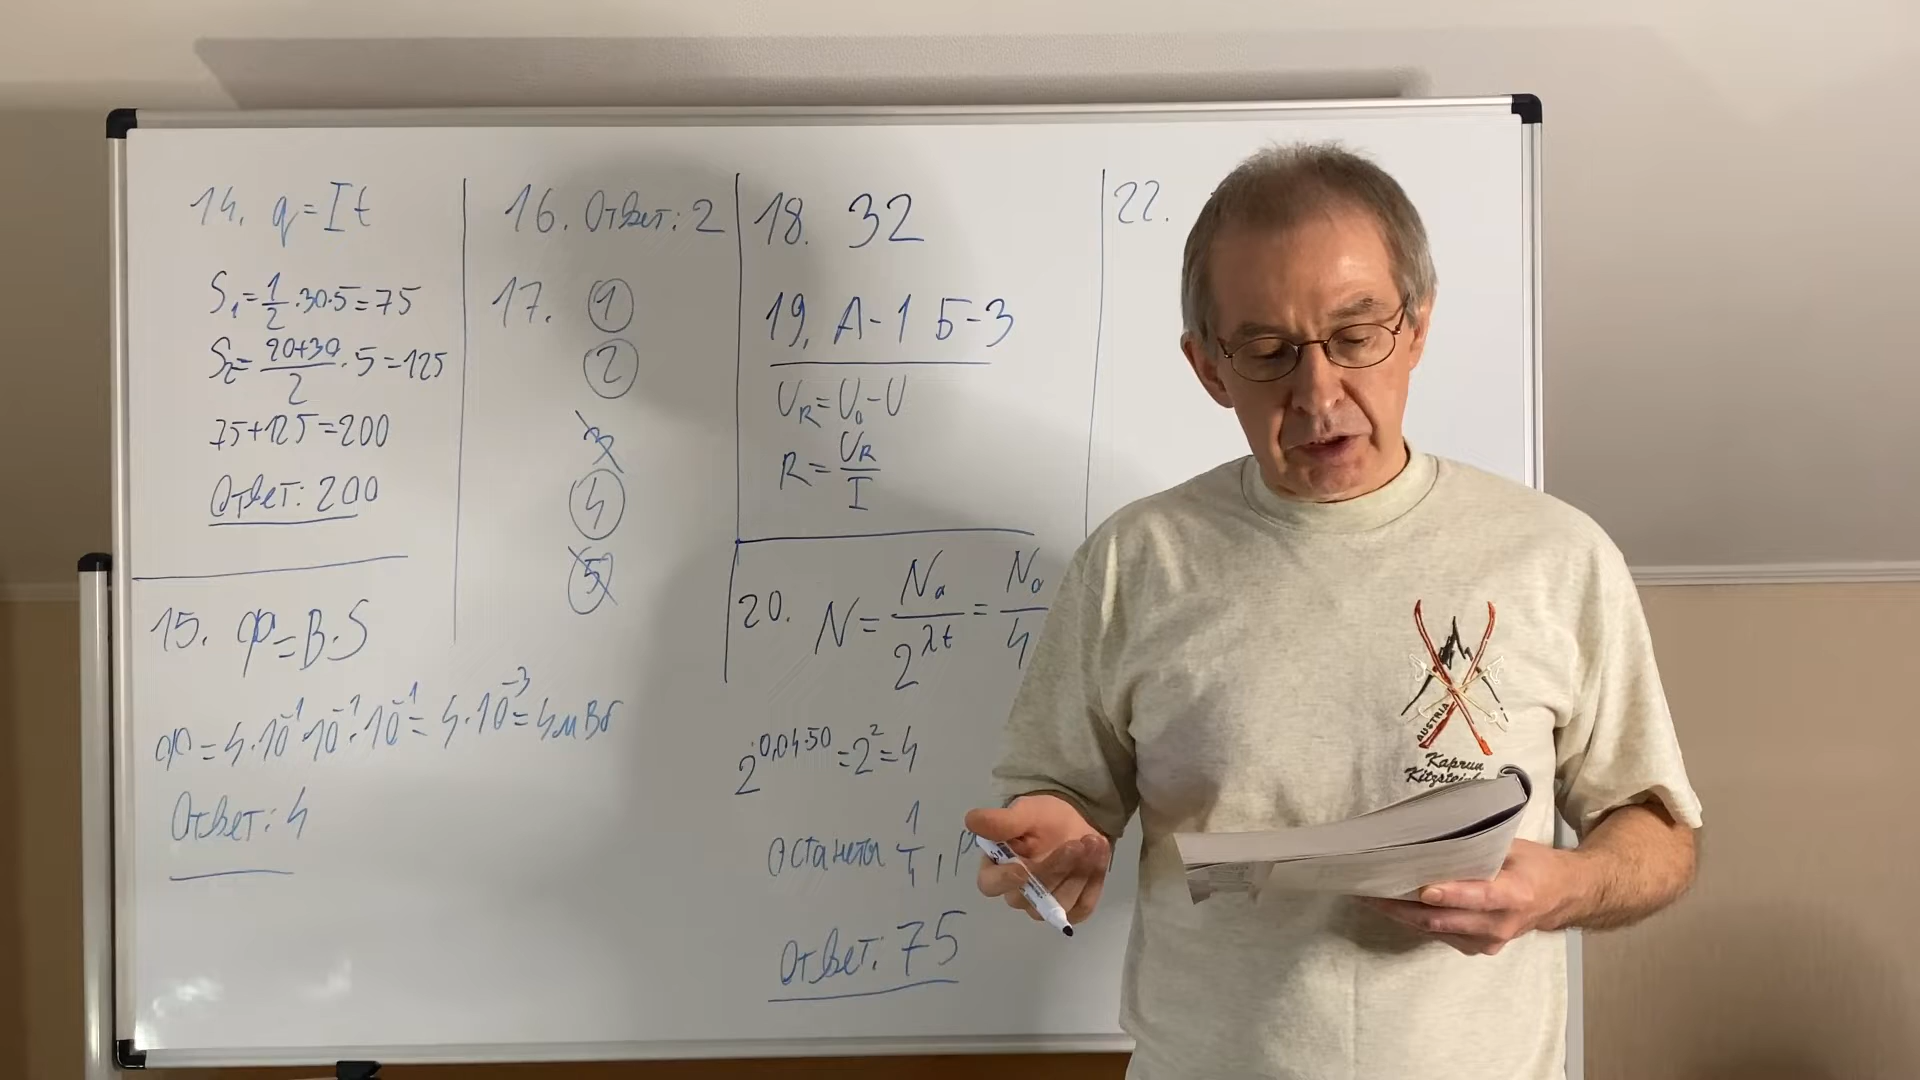 14. q=It
S₁=1/2·30·5=75
S₂=(20+30)/2·5=125
75+125=200
Ответ: 200
15. Ф=B·S
Ф=4·10⁻¹·10⁻¹·10⁻¹=4·10⁻³=4мВб
Ответ: 4
16. Ответ: 2
17. 1
2
3
4
5
18. 32
19. А-1 Б-3
U_R=U₀-U
R=U_R/I
20. N=N₀/2^λt=N₀/4
2^0,04·50=2²=4
Останется 1/4,
Ответ: 75
22.
AUSTRIA
Kaprun